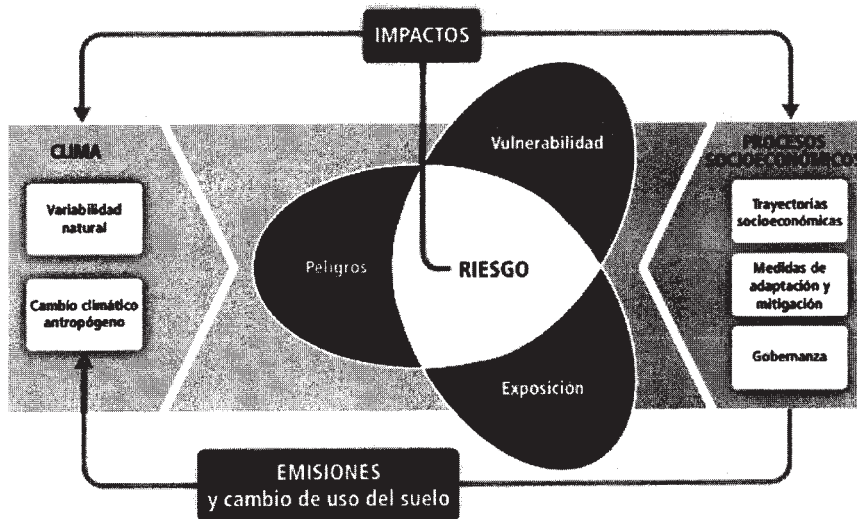 IMPACTOS
CLIMA
Variabilidad
natural
Cambio climático
antropógeno
Peligros
Vulnerabilidad
RIESGO
Exposición
PROCESOS
SOCIOECONÓMICOS
Trayectorias
socioeconómicas
Medidas de
adaptación y
mitigación
Gobernanza
EMISIONES
y cambio de uso del suelo